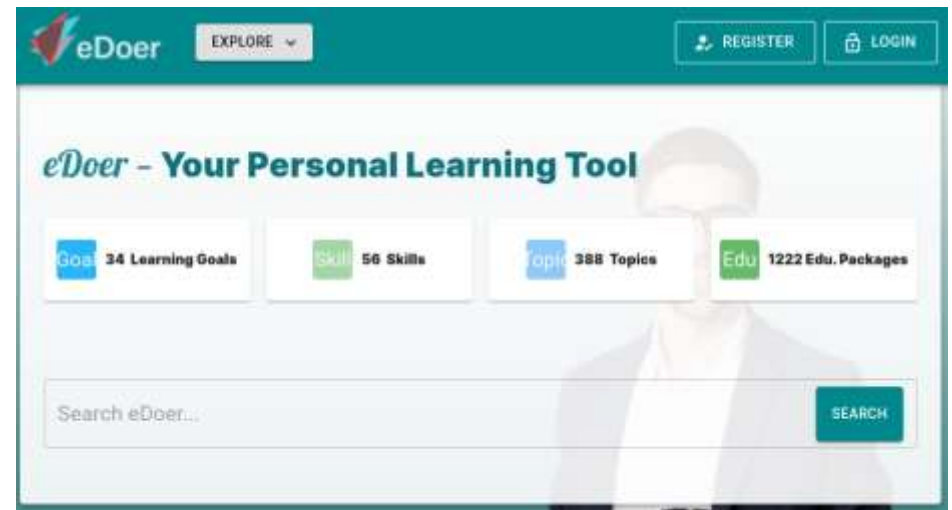 eDoer
EXPLORE
REGISTER
LOGIN
eDoer - Your Personal Learning Tool
Goal 34 Learning Goals
Skill 56 Skills
Topic 388 Topics
Edu 1222 Edu. Packages
Search eDoer...
SEARCH